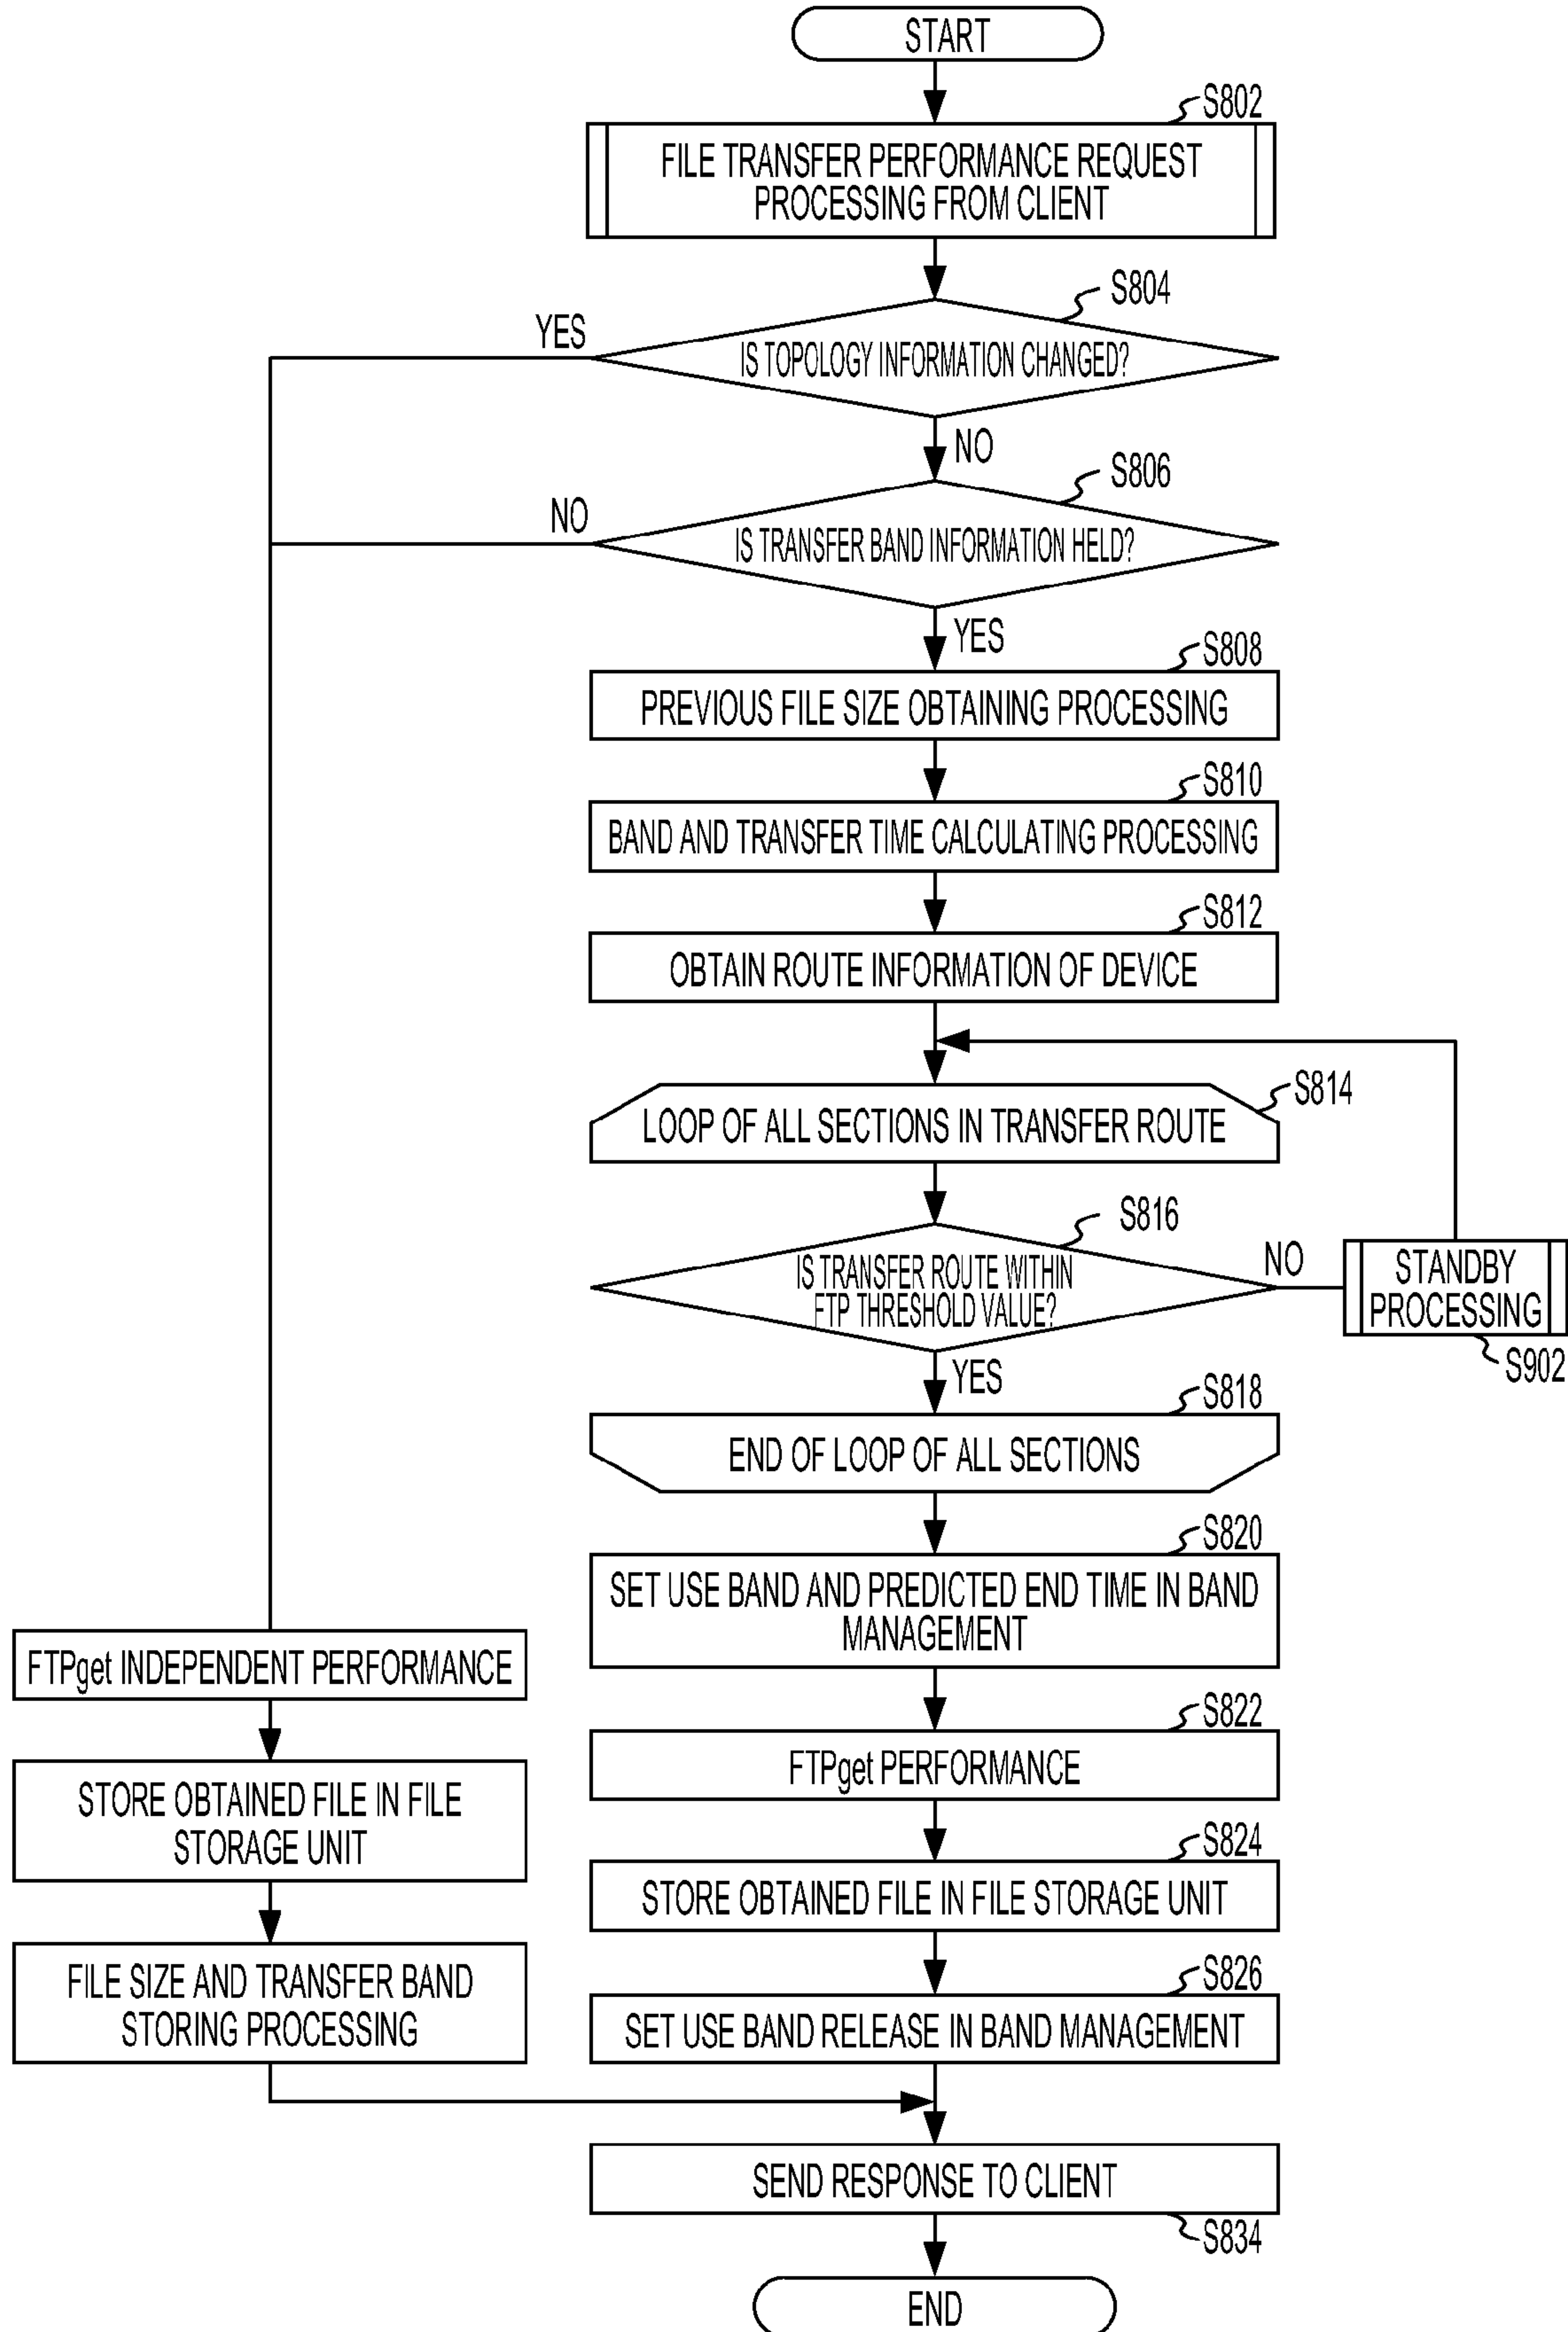 START
S802
FILE TRANSFER PERFORMANCE REQUEST
PROCESSING FROM CLIENT
S804
YES
IS TOPOLOGY INFORMATION CHANGED?
NO
S806
NO
IS TRANSFER BAND INFORMATION HELD?
YES
S808
PREVIOUS FILE SIZE OBTAINING PROCESSING
S810
BAND AND TRANSFER TIME CALCULATING PROCESSING
S812
OBTAIN ROUTE INFORMATION OF DEVICE
S814
LOOP OF ALL SECTIONS IN TRANSFER ROUTE
S816
IS TRANSFER ROUTE WITHIN
FTP THRESHOLD VALUE?
NO
STANDBY
PROCESSING
S902
YES
S818
END OF LOOP OF ALL SECTIONS
S820
SET USE BAND AND PREDICTED END TIME IN BAND
MANAGEMENT
FTPget INDEPENDENT PERFORMANCE
S822
FTPget PERFORMANCE
STORE OBTAINED FILE IN FILE
STORAGE UNIT
S824
STORE OBTAINED FILE IN FILE STORAGE UNIT
FILE SIZE AND TRANSFER BAND
STORING PROCESSING
S826
SET USE BAND RELEASE IN BAND MANAGEMENT
SEND RESPONSE TO CLIENT
S834
END